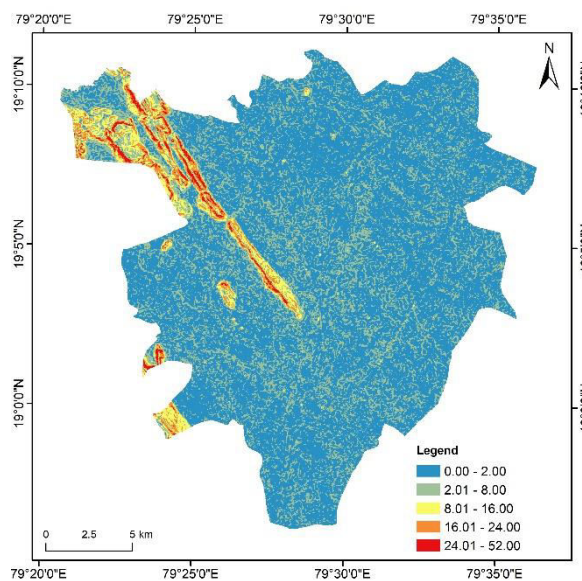 79°20'0"E 79°25'0"E 79°30'0"E 79°35'0"E
N
19°10'0"N
19°5'0"N
19°0'0"N
Legend
0.00 - 2.00
2.01 - 8.00
8.01 - 16.00
16.01 - 24.00
24.01 - 52.00
0 2.5 5 km
79°20'0"E 79°25'0"E 79°30'0"E 79°35'0"E